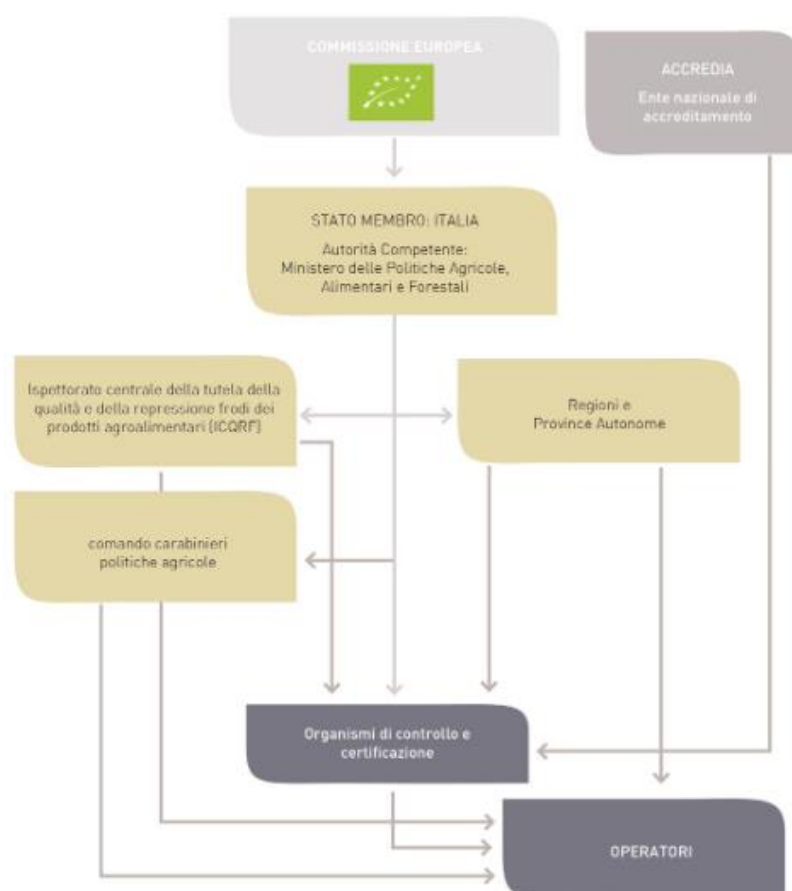 COMMISSIONE EUROPEA
ACCREDIA
Ente nazionale di
accreditamento
STATO MEMBRO: ITALIA
Autorità Competente:
Ministero delle Politiche Agricole,
Alimentari e Forestali
Ispettorato centrale della tutela della
qualità e della repressione frodi dei
prodotti agroalimentari (ICQRF)
Regioni e
Province Autonome
comando carabinieri
politiche agricole
Organismi di controllo e
certificazione
OPERATORI